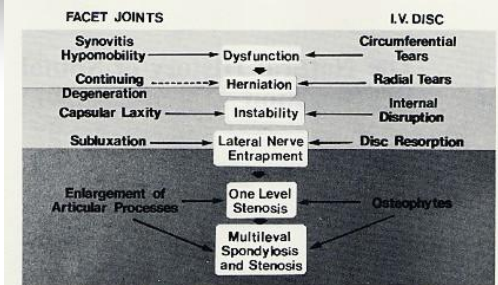 FACET JOINTS
I.V. DISC
Synovitis
Hypomobility
Dysfunction
Circumferential
Tears
Continuing
Degeneration
Herniation
Radial Tears
Capsular Laxity
Instability
Internal
Disruption
Subluxation
Lateral Nerve
Entrapment
Disc Resorption
Enlargement of
Articular Processes
One Level
Stenosis
Osteophytes
Multileval
Spondylosis
and Stenosis